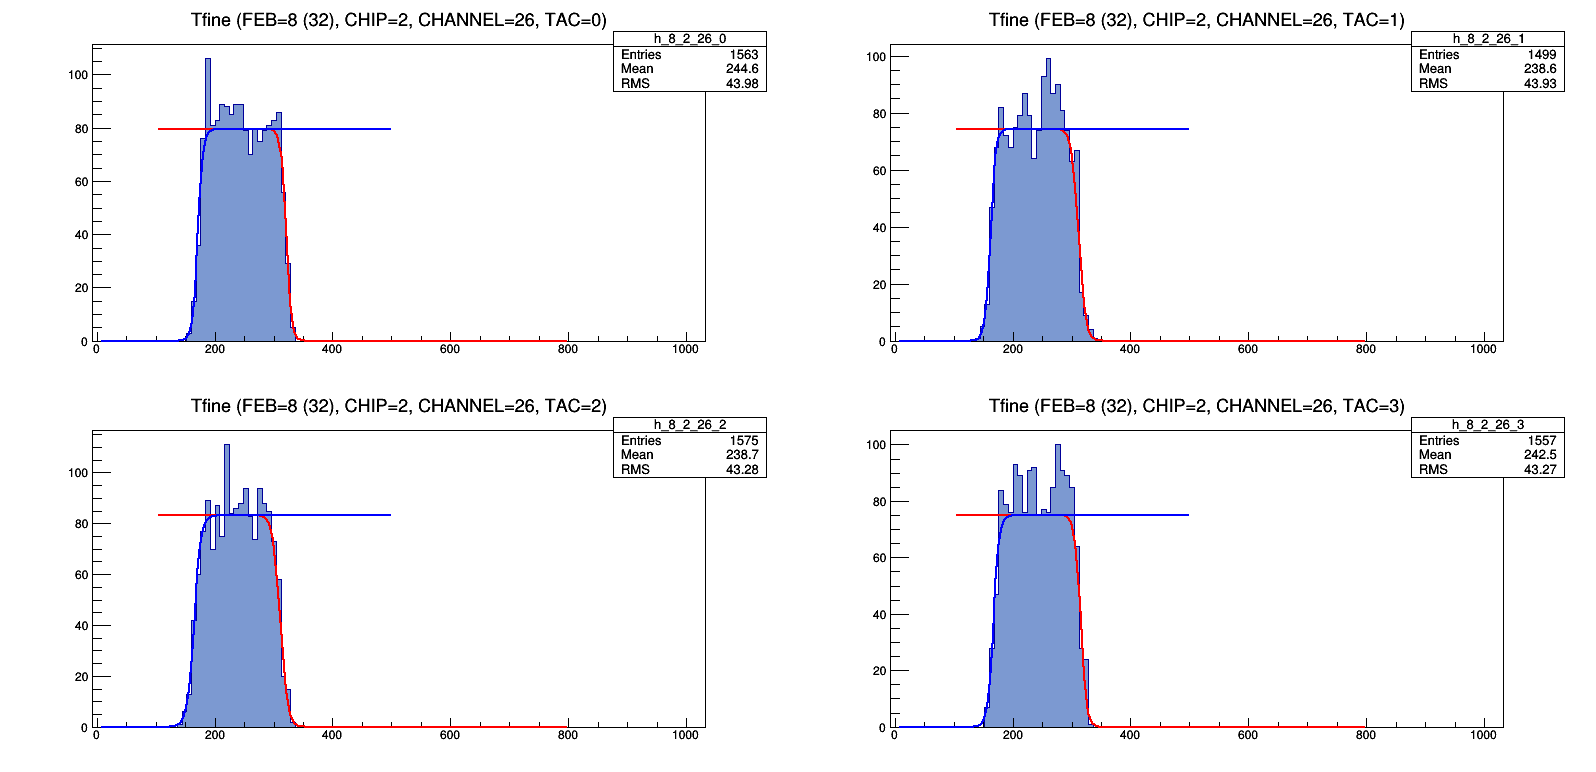 Tfine (FEB=8 (32), CHIP=2, CHANNEL=26, TAC=0)
h_8_2_26_0
Entries 1563
Mean 244.6
RMS 43.98
100
80
60
40
20
0
0 200 400 600 800 1000
Tfine (FEB=8 (32), CHIP=2, CHANNEL=26, TAC=1)
h_8_2_26_1
Entries 1499
Mean 238.6
RMS 43.93
100
80
60
40
20
0
0 200 400 600 800 1000
Tfine (FEB=8 (32), CHIP=2, CHANNEL=26, TAC=2)
h_8_2_26_2
Entries 1575
Mean 238.7
RMS 43.28
100
80
60
40
20
0
0 200 400 600 800 1000
Tfine (FEB=8 (32), CHIP=2, CHANNEL=26, TAC=3)
h_8_2_26_3
Entries 1557
Mean 242.5
RMS 43.27
100
80
60
40
20
0
0 200 400 600 800 1000